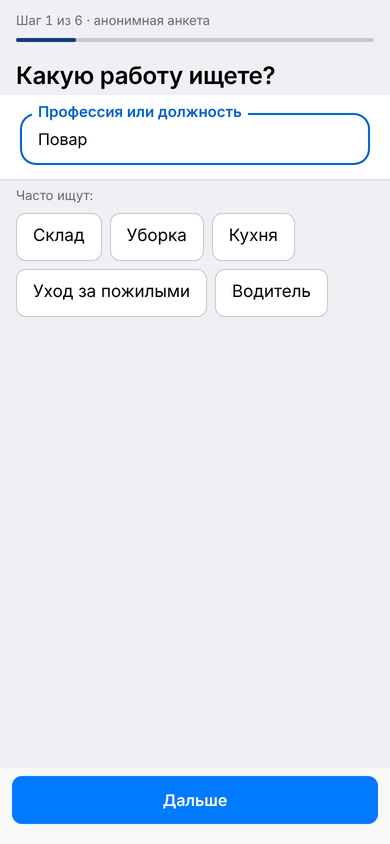 Шаг 1 из 6 · анонимная анкета
Какую работу ищете?
Профессия или должность
Повар
Часто ищут:
Склад Уборка Кухня
Уход за пожилыми Водитель
Дальше